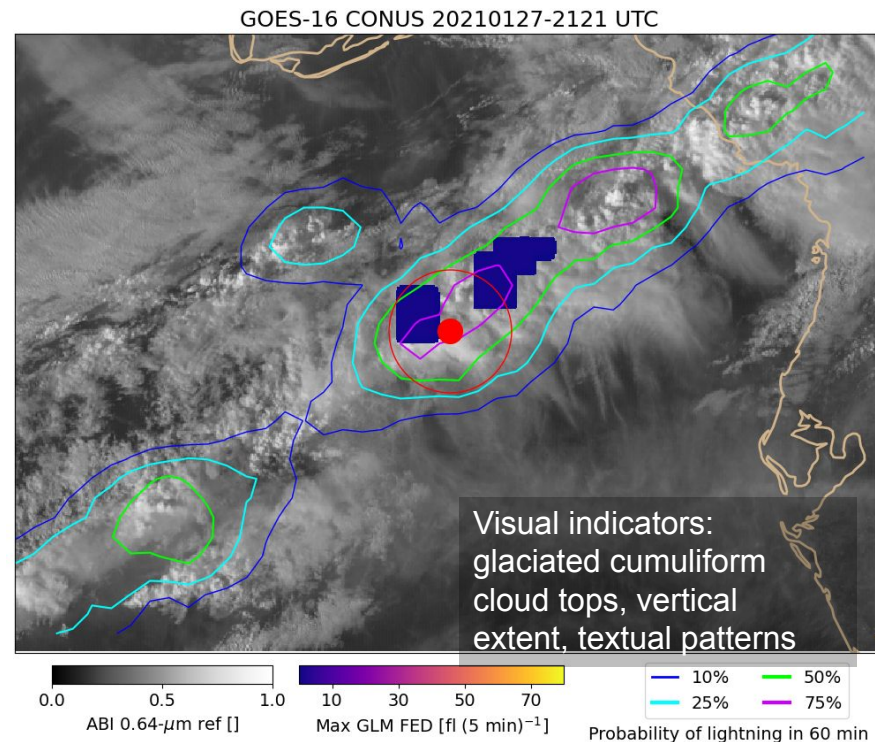 GOES-16 CONUS 20210127-2121 UTC
Visual indicators:
glaciated cumuliform
cloud tops, vertical
extent, textual patterns
0.0 0.5 1.0
ABI 0.64-μm ref []
10 30 50 70
Max GLM FED [fl (5 min)⁻¹]
10% 50%
25% 75%
Probability of lightning in 60 min